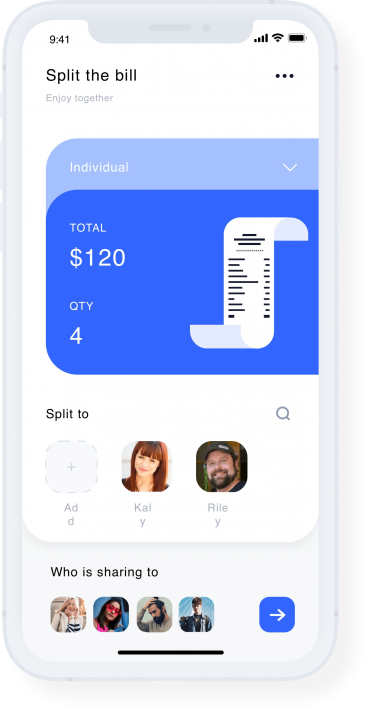 9:41
Split the bill
Enjoy together
Individual
TOTAL
$120
QTY
4
Split to
+
Ad
d
Kal
y
Rile
y
Who is sharing to